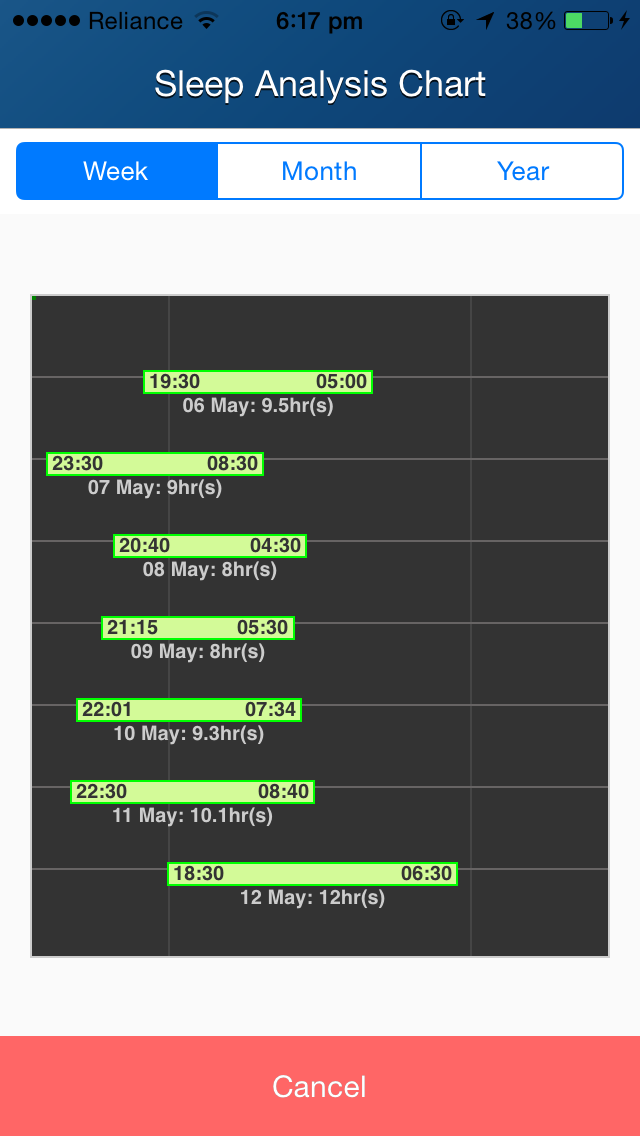 Reliance 6:17 pm 38%
Sleep Analysis Chart
Week Month Year
19:30 05:00
06 May: 9.5hr(s)
23:30 08:30
07 May: 9hr(s)
20:40 04:30
08 May: 8hr(s)
21:15 05:30
09 May: 8hr(s)
22:01 07:34
10 May: 9.3hr(s)
22:30 08:40
11 May: 10.1hr(s)
18:30 06:30
12 May: 12hr(s)
Cancel